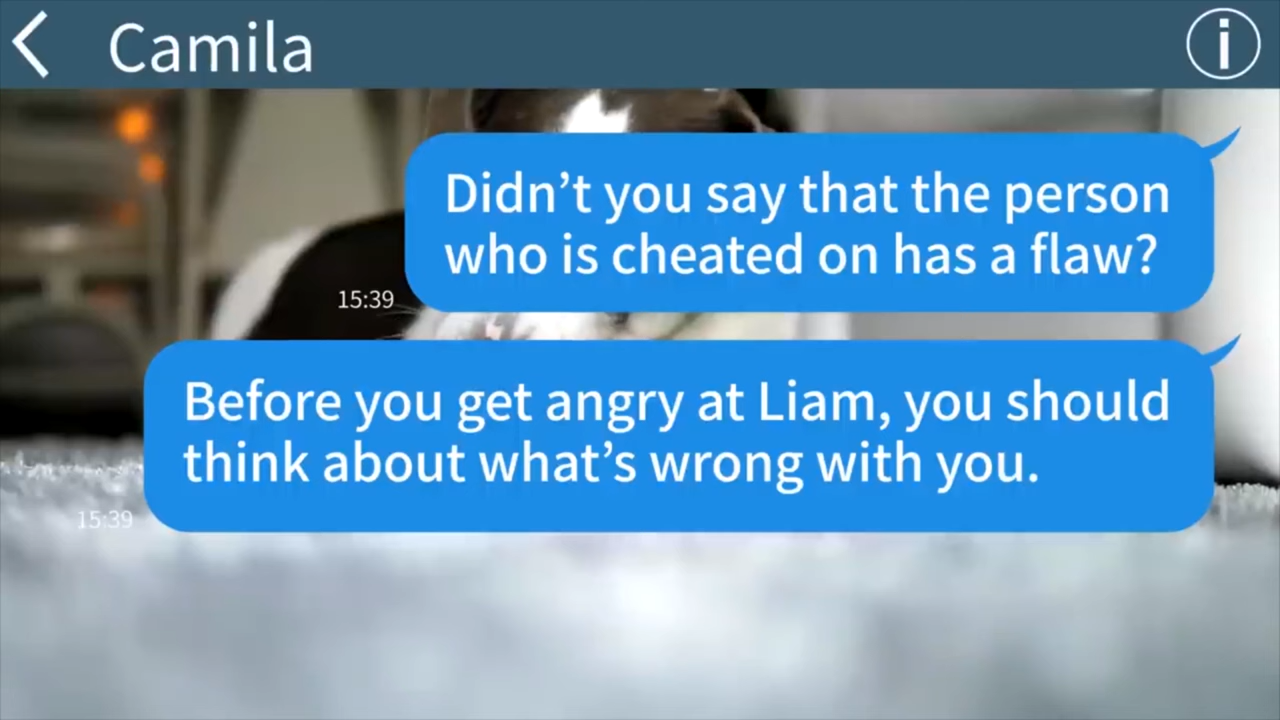 Camila
i
Didn’t you say that the person
who is cheated on has a flaw?
15:39
Before you get angry at Liam, you should
think about what’s wrong with you.
15:39